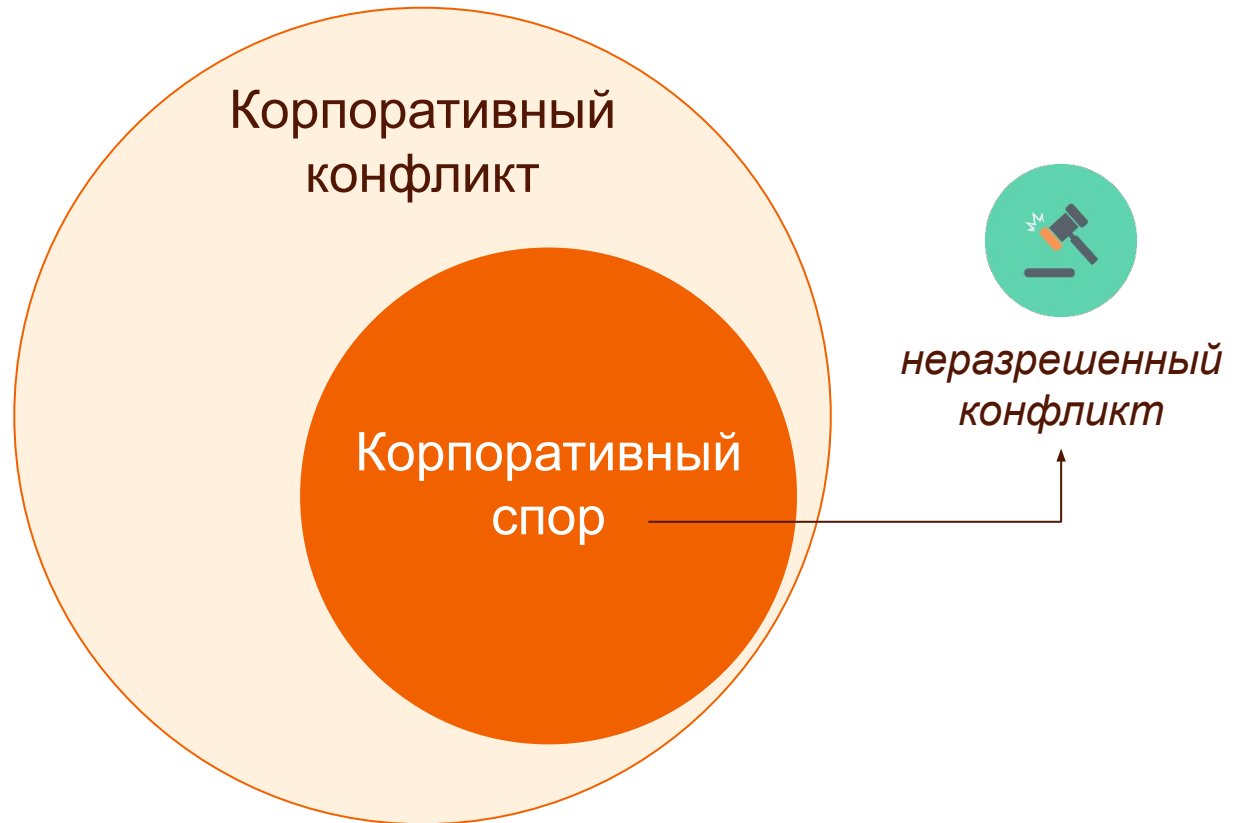 Корпоративный
конфликт
неразрешенный
конфликт
Корпоративный
спор